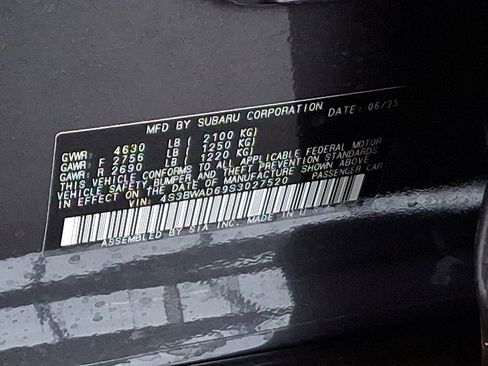 MFD BY SUBARU CORPORATION DATE: 06/25
GVWR: 4630 LB ( 2100 KG)
GAWR: F 2756 LB ( 1250 KG)
GAWR: R 2690 LB ( 1220 KG)
THIS VEHICLE CONFORMS TO ALL APPLICABLE FEDERAL MOTOR
VEHICLE SAFETY BUMPER AND THEFT PREVENTION STANDARDS
IN EFFECT ON THE DATE OF MANUFACTURE SHOWN ABOVE
VIN: 4S3BWAD69S3027520 PASSENGER CAR
ASSEMBLED BY SIA INC. MADE IN U S